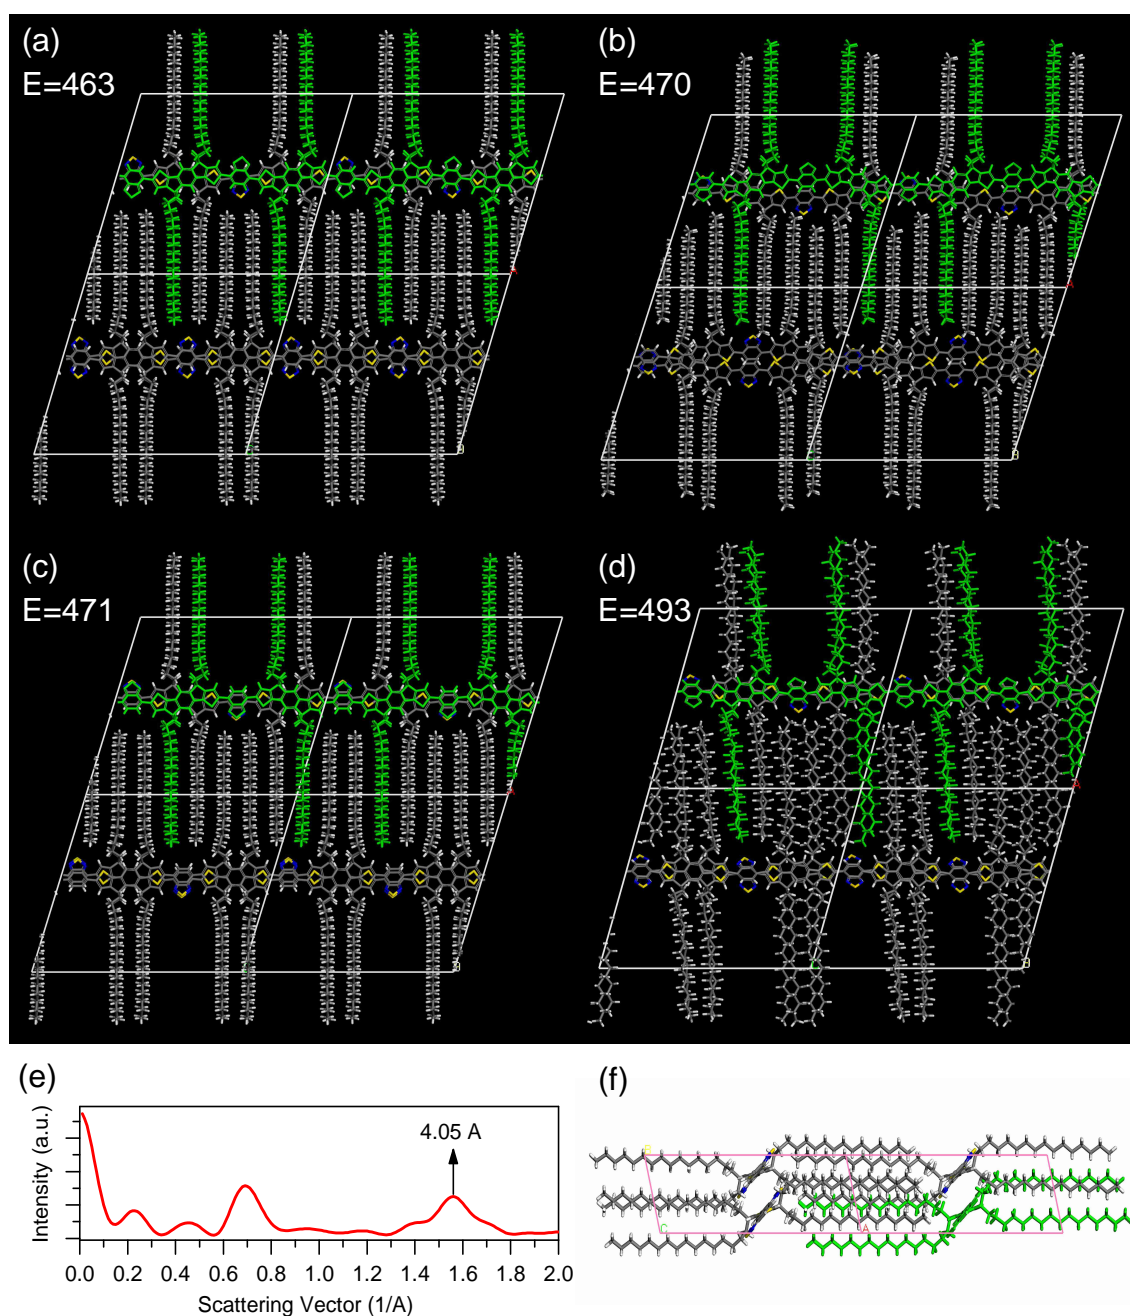 (a)
E=463
(b)
E=470
A
B
A
B
(c)
E=471
(d)
E=493
A
B
A
B
(e)
4.05 A
Intensity (a.u.)
0.0 0.2 0.4 0.6 0.8 1.0 1.2 1.4 1.6 1.8 2.0
Scattering Vector (1/A)
(f)
B
C
A